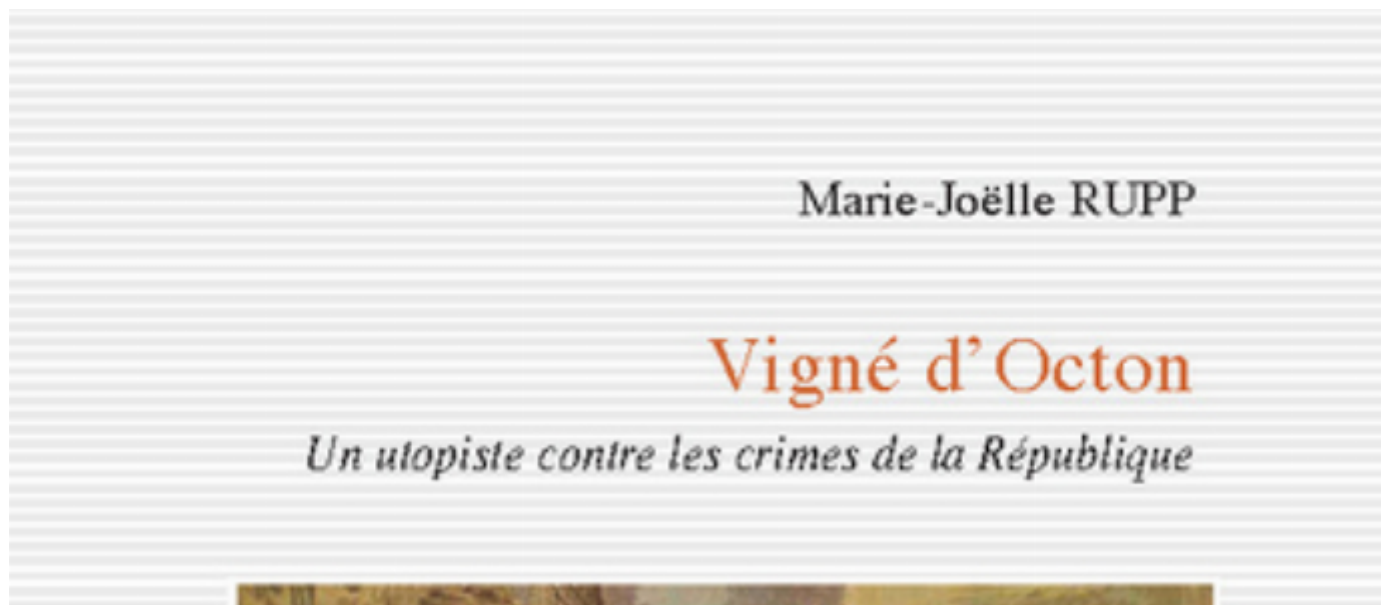 Marie-Joëlle RUPP
Vigné d’Octon
Un utopiste contre les crimes de la République